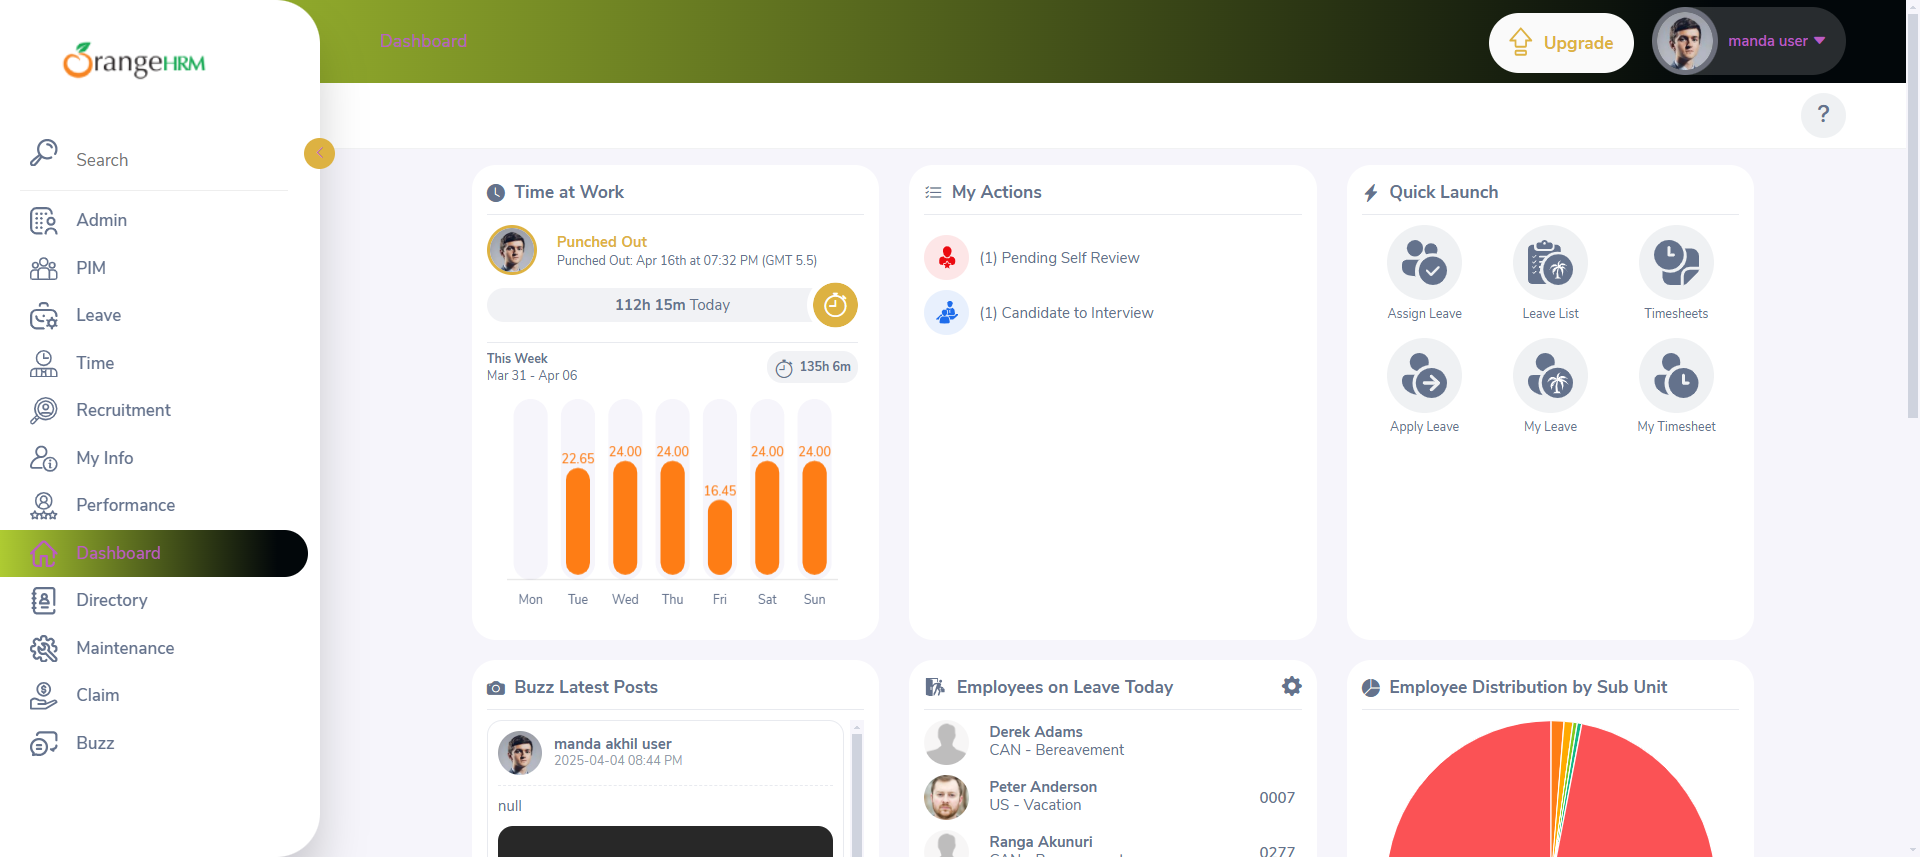 OrangeHRM
Search
Admin
PIM
Leave
Time
Recruitment
My Info
Performance
Dashboard
Directory
Maintenance
Claim
Buzz
Dashboard
Upgrade
manda user
?
Time at Work
Punched Out
Punched Out: Apr 16th at 07:32 PM (GMT 5.5)
112h 15m Today
This Week
Mar 31 - Apr 06
135h 6m
22.65 24.00 24.00 16.45 24.00 24.00
Mon Tue Wed Thu Fri Sat Sun
My Actions
(1) Pending Self Review
(1) Candidate to Interview
Quick Launch
Assign Leave Leave List Timesheets
Apply Leave My Leave My Timesheet
Buzz Latest Posts
manda akhil user
2025-04-04 08:44 PM
null
Employees on Leave Today
Derek Adams
CAN - Bereavement
Peter Anderson
US - Vacation
0007
Ranga Akunuri
CAN - Bereavement
0277
Employee Distribution by Sub Unit